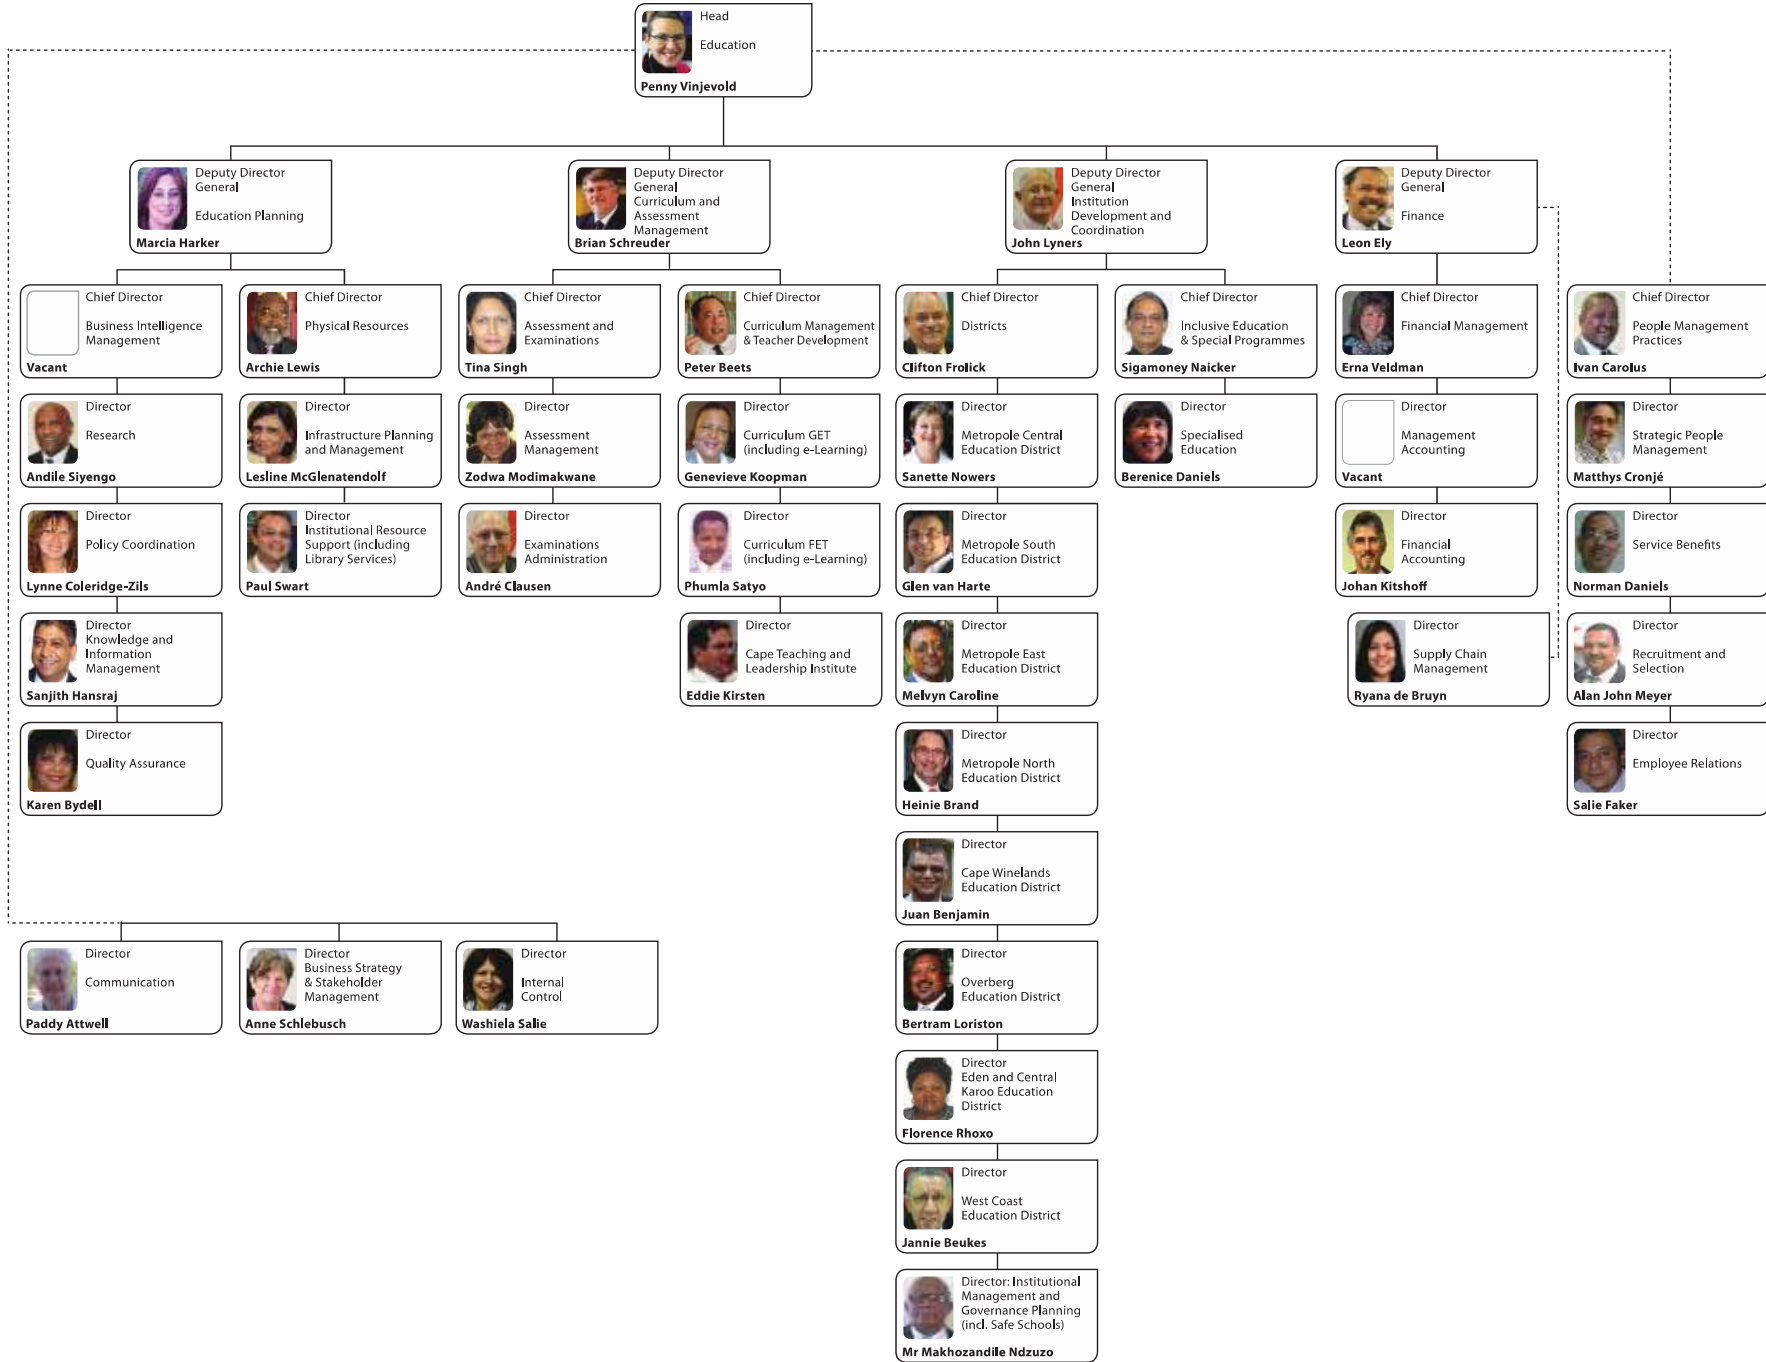 Head
Education
Penny Vinjevold
Deputy Director
General
Education Planning
Marcia Harker
Deputy Director
General
Curriculum and
Assessment
Management
Brian Schreuder
Deputy Director
General
Institution
Development and
Coordination
John Lyners
Deputy Director
General
Finance
Leon Ely
Chief Director
Business Intelligence
Management
Vacant
Chief Director
Physical Resources
Archie Lewis
Chief Director
Assessment and
Examinations
Tina Singh
Chief Director
Curriculum Management
& Teacher Development
Peter Beets
Chief Director
Districts
Clifton Frolick
Chief Director
Inclusive Education
& Special Programmes
Sigamoney Naicker
Chief Director
Financial Management
Erna Veldman
Chief Director
People Management
Practices
Ivan Carolus
Director
Research
Andile Siyengo
Director
Infrastructure Planning
and Management
Lesline McGlenatendolf
Director
Assessment
Management
Zodwa Modimakwane
Director
Curriculum GET
(including e-Learning)
Genevieve Koopman
Director
Metropole Central
Education District
Sanette Nowers
Director
Specialised
Education
Berenice Daniels
Director
Management
Accounting
Vacant
Director
Strategic People
Management
Matthys Cronjé
Director
Policy Coordination
Lynne Coleridge-Zils
Director
Institutional Resource
Support (including
Library Services)
Paul Swart
Director
Examinations
Administration
André Clausen
Director
Curriculum FET
(including e-Learning)
Phumla Satyo
Director
Metropole South
Education District
Glen van Harte
Director
Financial
Accounting
Johan Kitshoff
Director
Service Benefits
Norman Daniels
Director
Knowledge and
Information
Management
Sanjith Hansraj
Director
Cape Teaching and
Leadership Institute
Eddie Kirsten
Director
Metropole East
Education District
Melvyn Caroline
Director
Supply Chain
Management
Ryana de Bruyn
Director
Recruitment and
Selection
Alan John Meyer
Director
Quality Assurance
Karen Bydell
Director
Metropole North
Education District
Heinie Brand
Director
Employee Relations
Salie Faker
Director
Cape Winelands
Education District
Juan Benjamin
Director
Communication
Paddy Attwell
Director
Business Strategy
& Stakeholder
Management
Anne Schlebusch
Director
Internal
Control
Washiela Salie
Director
Overberg
Education District
Bertram Loriston
Director
Eden and Central
Karoo Education
District
Florence Rhoxo
Director
West Coast
Education District
Jannie Beukes
Director: Institutional
Management and
Governance Planning
(incl. Safe Schools)
Mr Makhozandile Ndzuzo